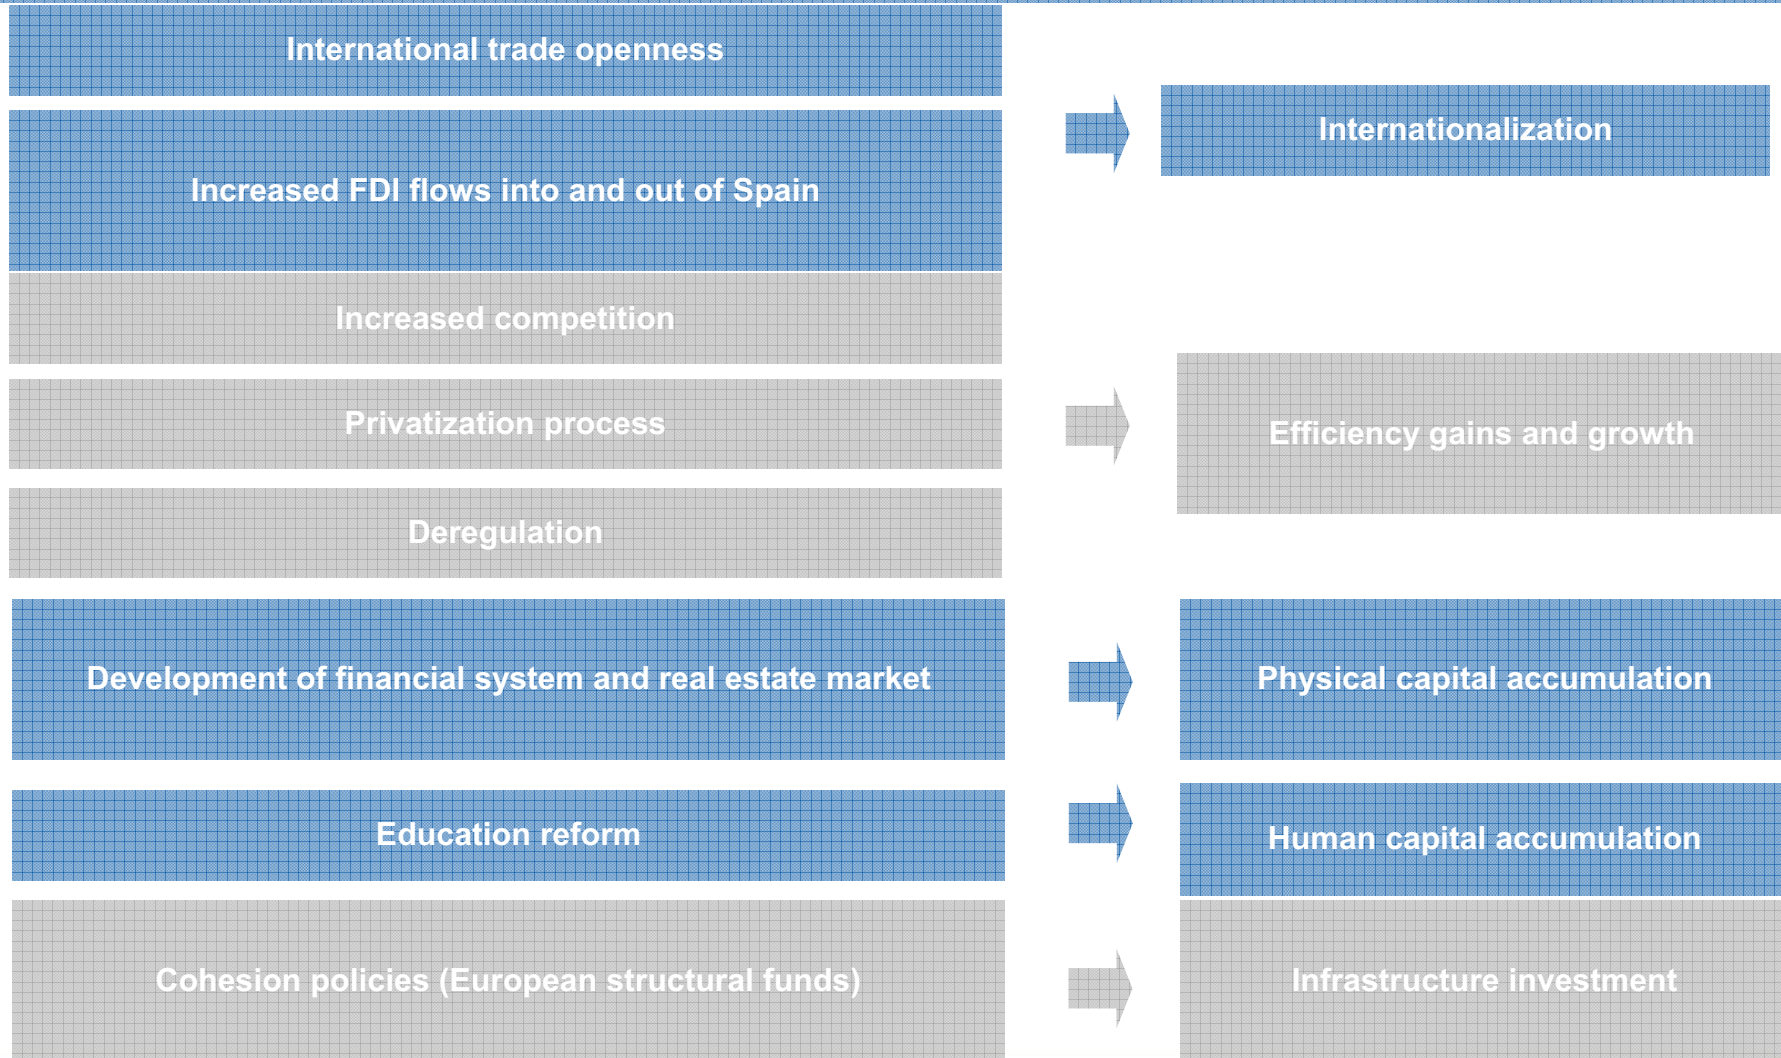 International trade openness
Internationalization
Increased FDI flows into and out of Spain
Increased competition
Privatization process
Efficiency gains and growth
Deregulation
Development of financial system and real estate market
Physical capital accumulation
Education reform
Human capital accumulation
Cohesion policies (European structural funds)
Infrastructure investment